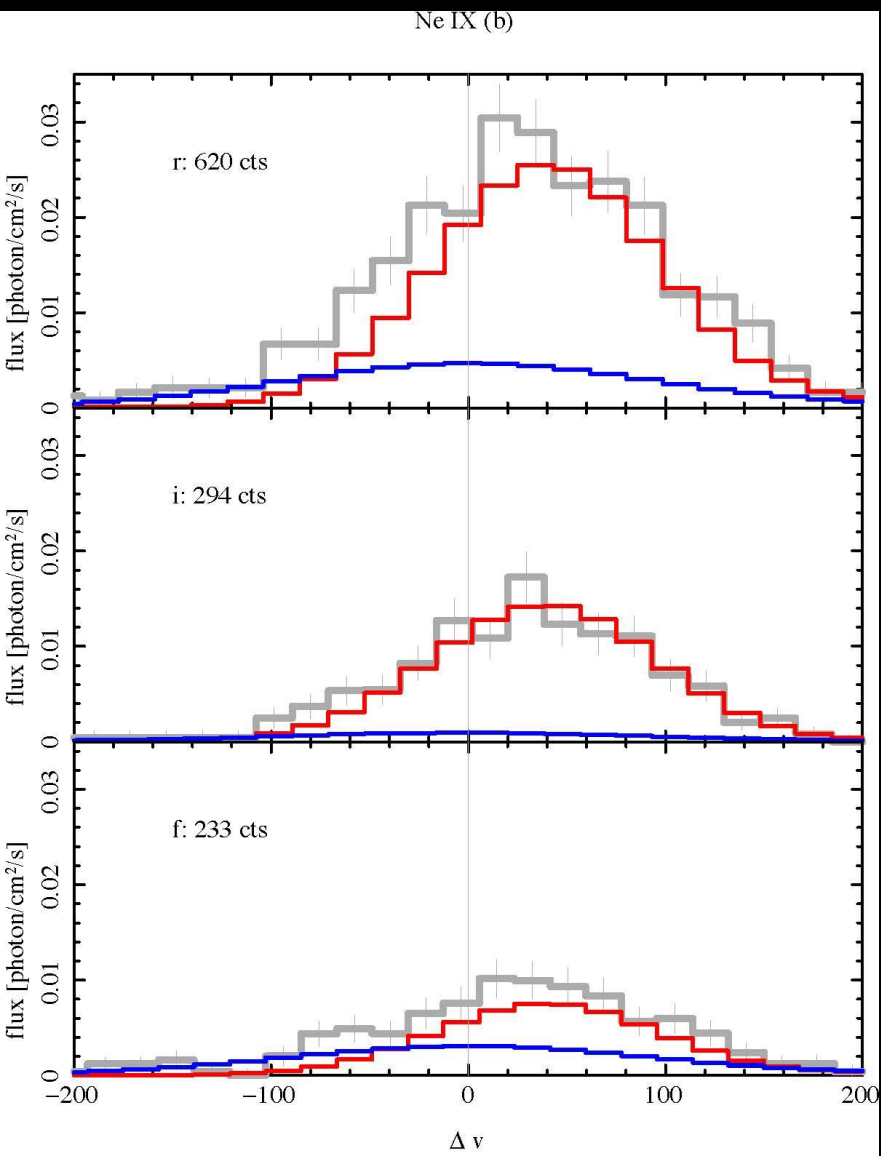 Ne IX (b)
0.03
0.02
0.01
0
flux [photon/cm²/s]
r: 620 cts
0.03
0.02
0.01
0
flux [photon/cm²/s]
i: 294 cts
0.03
0.02
0.01
0
flux [photon/cm²/s]
f: 233 cts
−200 −100 0 100 200
Δ v